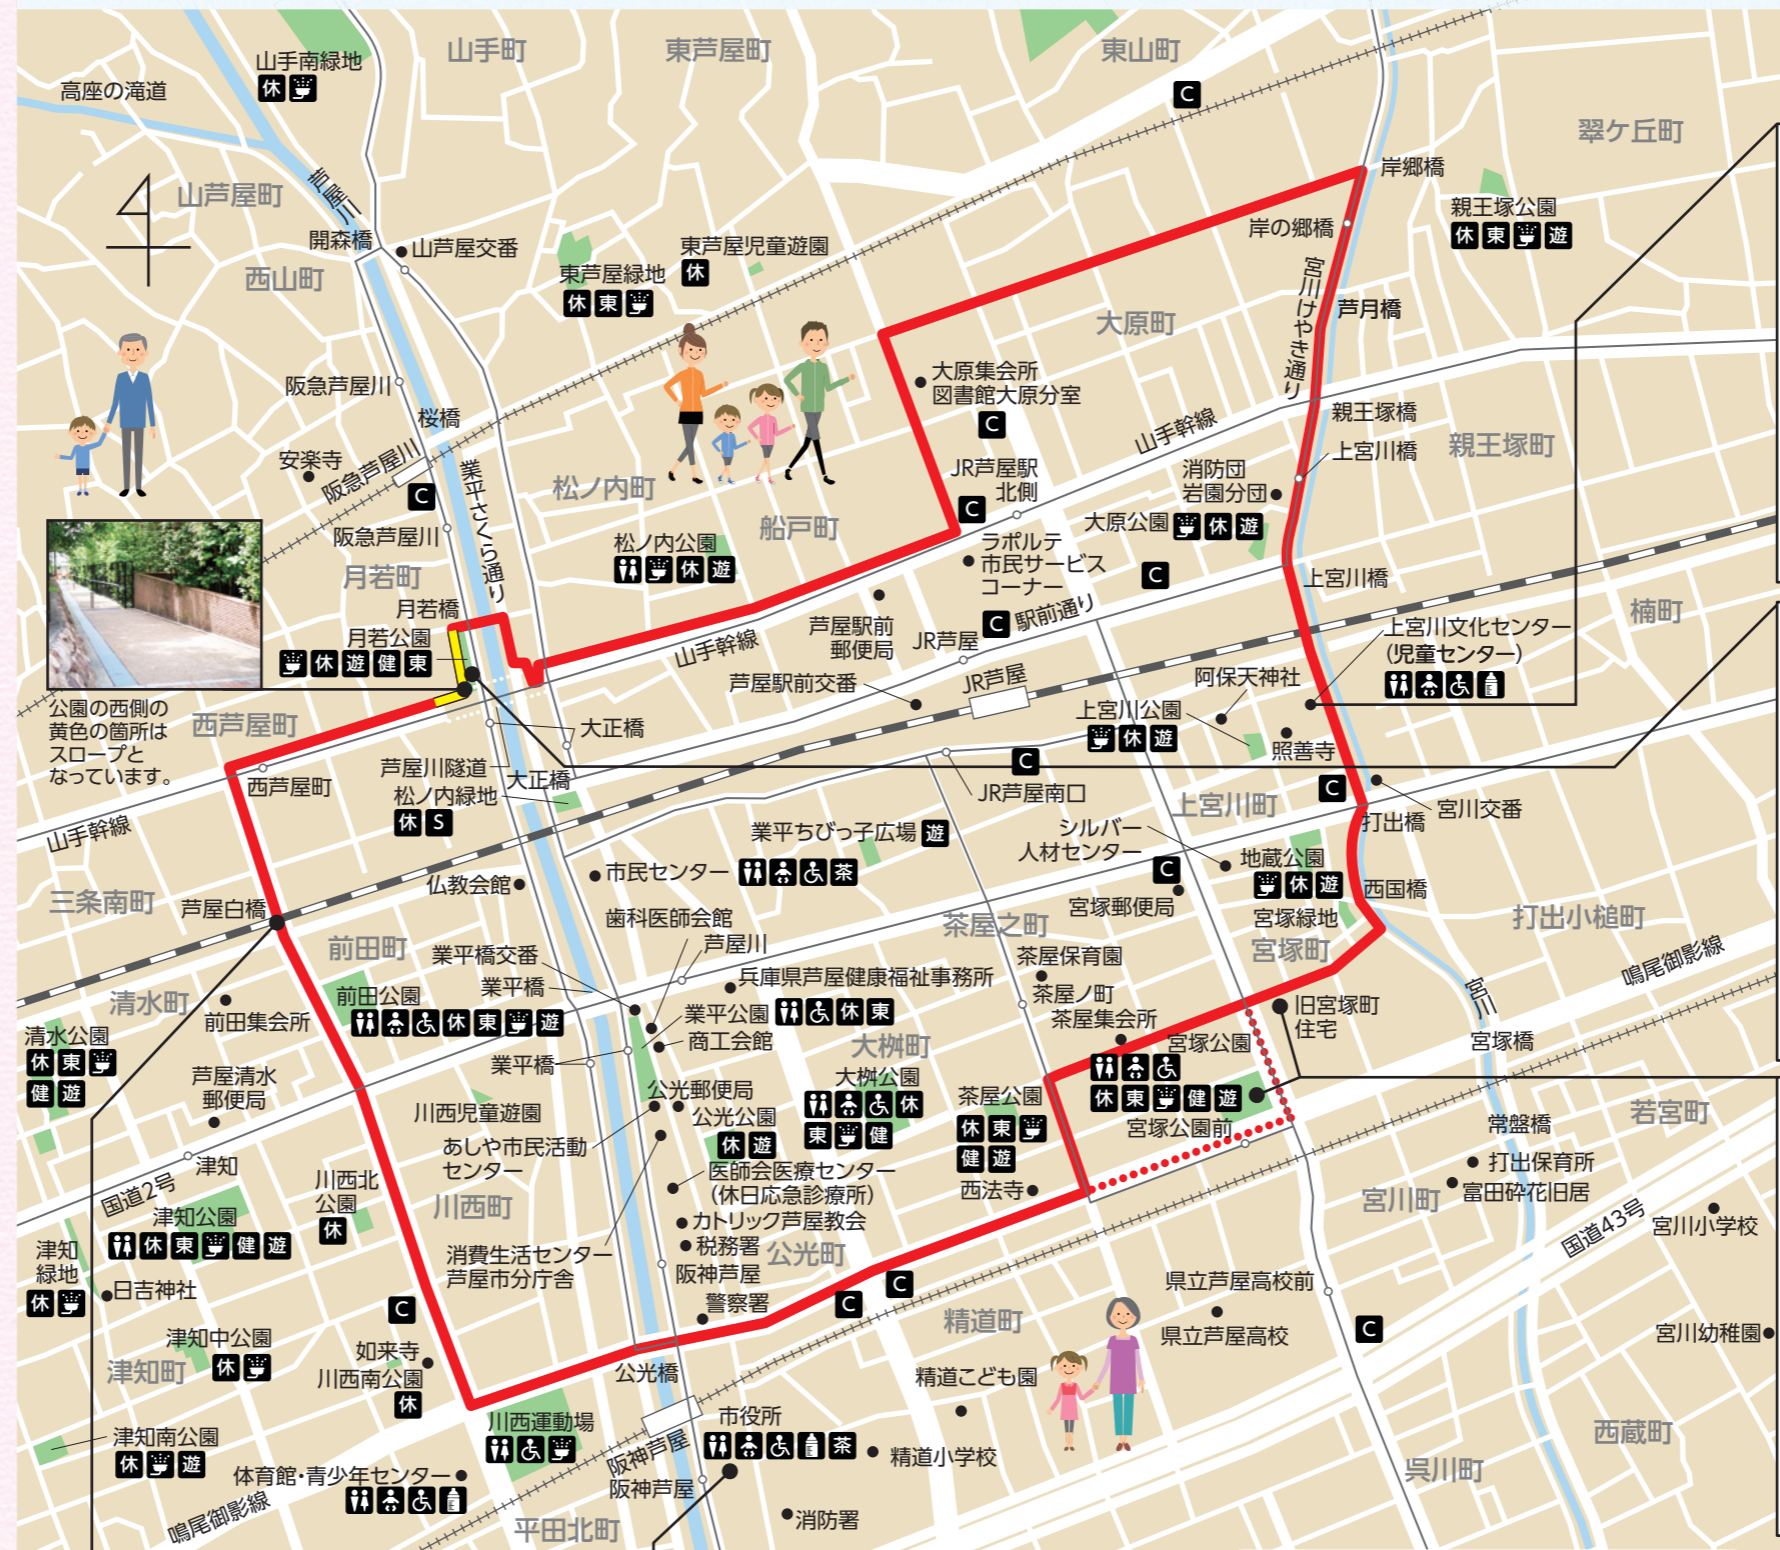 山手町
東芦屋町
東山町
山手南緑地
休
高座の滝道
C
翠ケ丘町
山芦屋町
芦屋川
岸郷橋
親王塚公園
休 東 遊
岸の郷橋
開森橋
山芦屋交番
東芦屋児童遊園
休
西山町
東芦屋緑地
休 東
宮川けやき通り
芦月橋
大原町
大原集会所
図書館大原分室
C
阪急芦屋川
桜橋
親王塚橋
山手幹線
上宮川橋
親王塚町
安楽寺
阪急芦屋川
C
業平さくら通り
松ノ内町
JR芦屋駅
北側
C
消防団
岩園分団
船戸町
大原公園
休 遊
阪急芦屋川
松ノ内公園
休 遊
ラポルテ
市民サービス
コーナー
C
月若町
上宮川橋
月若橋
楠町
月若公園
休 遊 健 東
芦屋駅前
郵便局
JR芦屋
C
駅前通り
上宮川文化センター
(児童センター)
山手幹線
芦屋駅前交番
JR芦屋
阿保天神社
公園の西側の
黄色の箇所は
スロープと
なっています。
西芦屋町
大正橋
上宮川公園
休 遊
照善寺
西芦屋町
芦屋川隧道
大正橋
松ノ内緑地
休 S
C
JR芦屋南口
C
宮川交番
上宮川町
打出橋
山手幹線
業平ちびっ子広場 遊
シルバー
人材センター
地蔵公園
休 遊
C
仏教会館
市民センター
茶
三条南町
芦屋白橋
宮塚郵便局
西国橋
宮塚緑地
歯科医師会館
茶屋之町
打出小槌町
前田町
業平橋交番
芦屋川
宮塚町
鳴尾御影線
業平橋
兵庫県芦屋健康福祉事務所
茶屋保育園
清水町
前田公園
休 東 遊
茶屋ノ町
宮川
前田集会所
業平公園
休 東
茶屋集会所
旧宮塚町
住宅
清水公園
休 東
健 遊
商工会館
大桝町
宮塚公園
休 東 健 遊
宮塚橋
業平橋
芦屋清水
郵便局
大桝公園
休
東 健
公光郵便局
茶屋公園
休 東
健 遊
川西児童遊園
公光公園
休 遊
宮塚公園前
常盤橋
若宮町
あしや市民活動
センター
津知
医師会医療センター
(休日応急診療所)
打出保育所
国道2号
川西北
公園
休
西法寺
宮川町
富田砕花旧居
川西町
津知公園
休 東 健 遊
カトリック芦屋教会
宮川小学校
津知
緑地
休
税務署
公光町
国道43号
消費生活センター
芦屋市分庁舎
阪神芦屋
日吉神社
県立芦屋高校前
C
警察署
C
C
津知中公園
休
精道町
県立芦屋高校
C
宮川幼稚園
津知町
如来寺
川西南公園
休
公光橋
精道こども園
川西運動場
市役所
茶
西蔵町
津知南公園
休 遊
阪神芦屋
精道小学校
呉川町
体育館・青少年センター
阪神芦屋
鳴尾御影線
平田北町
消防署